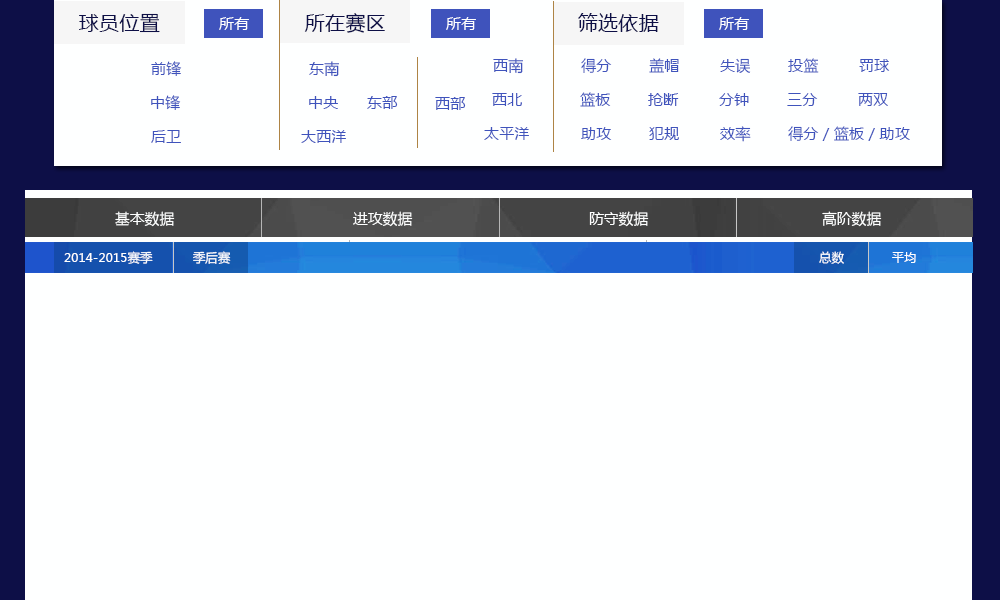 球员位置 所有 所在赛区 所有 筛选依据 所有
前锋 东南 西南 得分 盖帽 失误 投篮 罚球
中锋 中央 东部 西部 西北 篮板 抢断 分钟 三分 两双
后卫 大西洋 太平洋 助攻 犯规 效率 得分 / 篮板 / 助攻
基本数据 进攻数据 防守数据 高阶数据
2014-2015赛季 季后赛 总数 平均